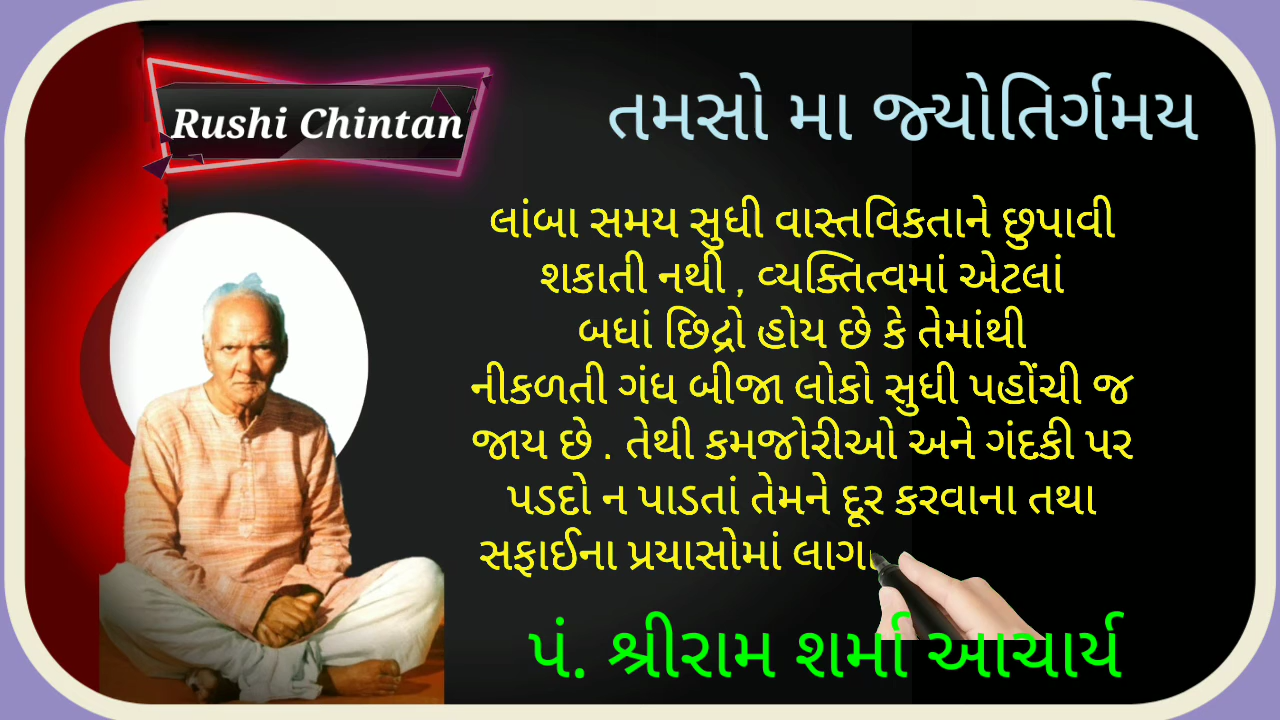 Rushi Chintan
તમસો મા જ્યોતિર્ગમય
લાંબા સમય સુધી વાસ્તવિકતાને છુપાવી
શકાતી નથી , વ્યક્તિત્વમાં એટલાં
બધાં છિદ્રો હોય છે કે તેમાંથી
નીકળતી ગંધ બીજા લોકો સુધી પહોંચી જ
જાય છે . તેથી કમજોરીઓ અને ગંદકી પર
પડદો ન પાડતાં તેમને દૂર કરવાના તથા
સફાઈના પ્રયાસોમાં
પં. શ્રીરામ શર્મા આચાર્ય